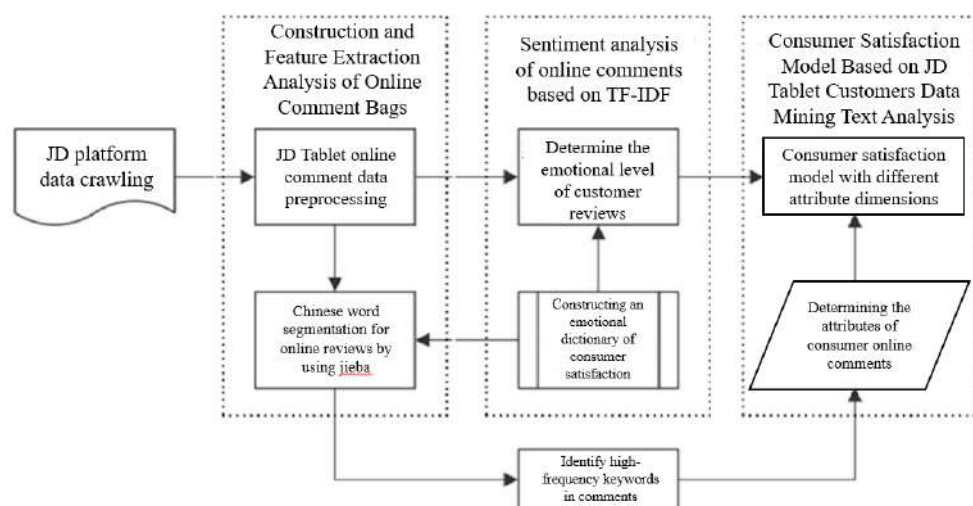 Construction and
Feature Extraction
Analysis of Online
Comment Bags
Sentiment analysis
of online comments
based on TF-IDF
Consumer Satisfaction
Model Based on JD
Tablet Customers Data
Mining Text Analysis
JD platform
data crawling
JD Tablet online
comment data
preprocessing
Determine the
emotional level
of customer
reviews
Consumer satisfaction
model with different
attribute dimensions
Chinese word
segmentation for
online reviews by
using jieba
Constructing an
emotional
dictionary of
consumer
satisfaction
Determining the
attributes of
consumer online
comments
Identify high-
frequency keywords
in comments